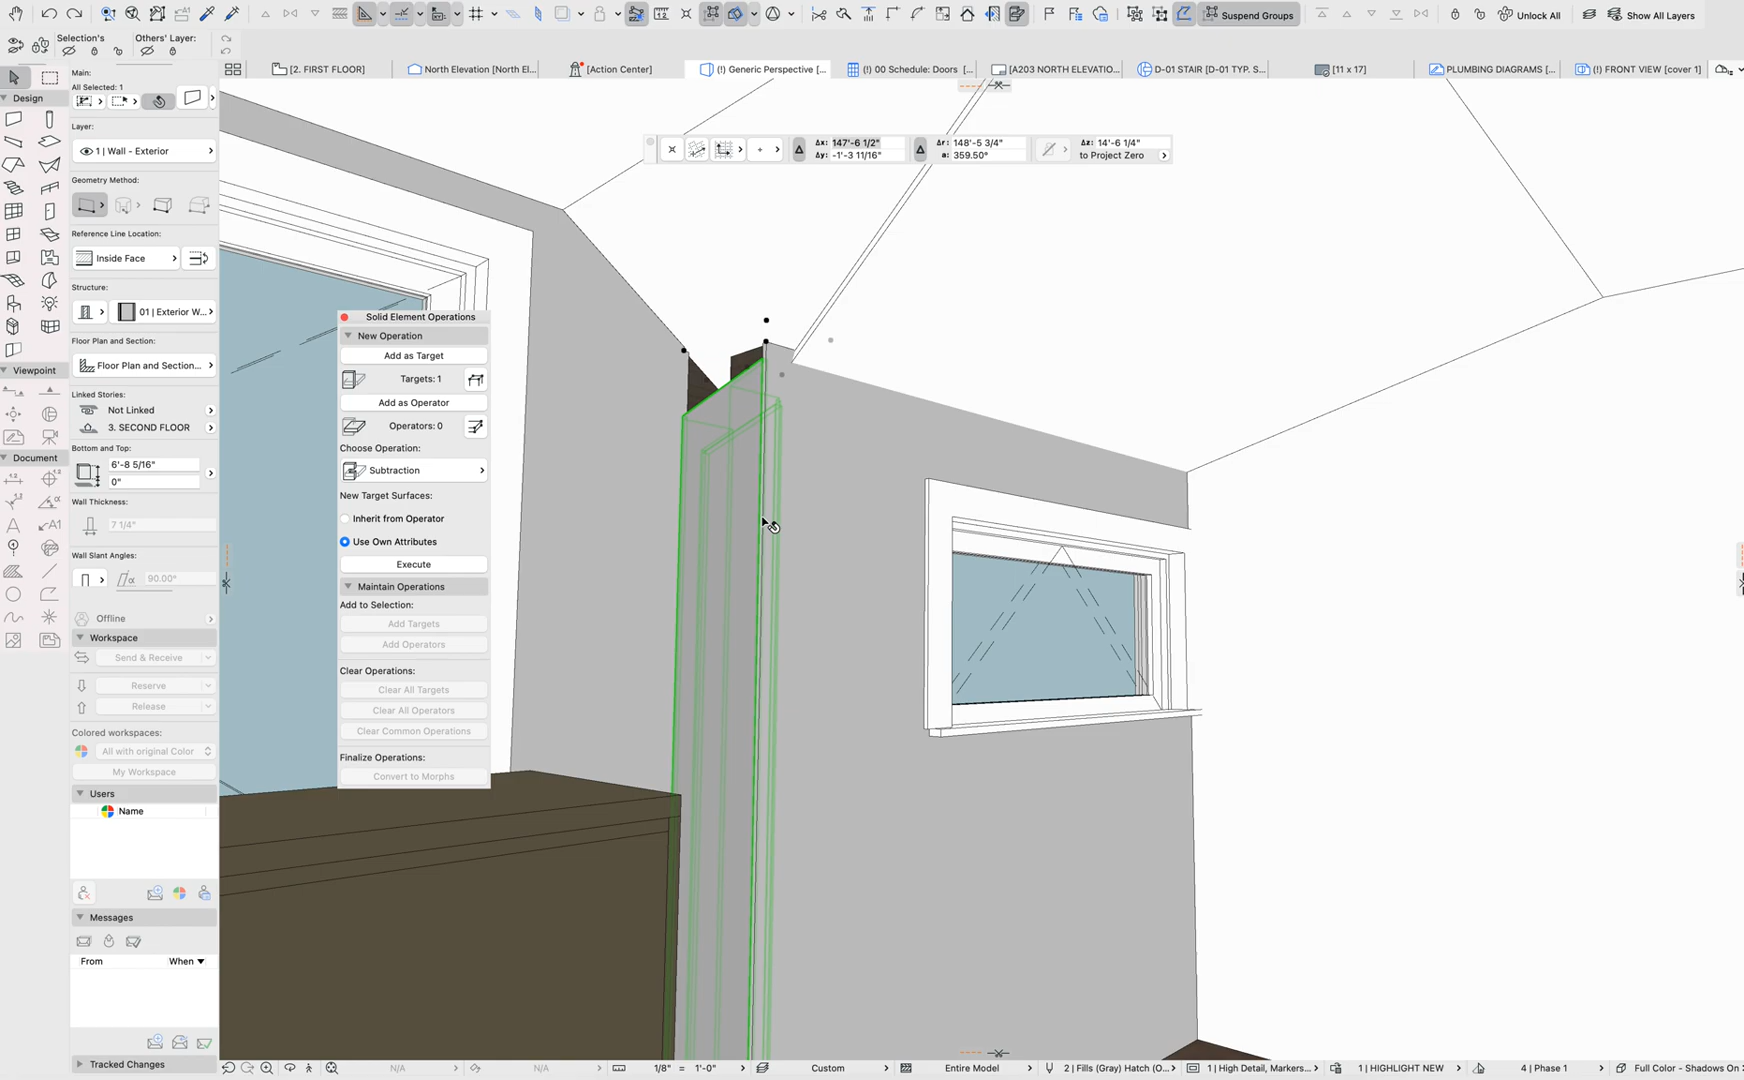 Suspend Groups
Unlock All
Show All Layers
Selection's
Others' Layer:
[2. FIRST FLOOR]
North Elevation [North El...
[Action Center]
(!) Generic Perspective [...
(!) 00 Schedule: Doors [...
[A203 NORTH ELEVATIO...
D-01 STAIR [D-01 TYP. S...
[11 x 17]
PLUMBING DIAGRAMS [...
(!) FRONT VIEW [cover 1]
Main:
All Selected: 1
Design
Layer:
1 | Wall - Exterior
Geometry Method:
Reference Line Location:
Inside Face
Structure:
01 | Exterior W...
Floor Plan and Section:
Floor Plan and Section...
Viewpoint
Linked Stories:
Not Linked
3. SECOND FLOOR
Document
Bottom and Top:
6'-8 5/16"
0"
1.2
Wall Thickness:
7 1/4"
A
A1
Wall Slant Angles:
α
90.00°
Offline
Workspace
Send & Receive
Reserve
Release
Colored workspaces:
All with original Color
My Workspace
Users
Name
Messages
From
When
Tracked Changes
Δx: 147'-6 1/2"
Δy: -1'-3 11/16"
Δr: 148'-5 3/4"
a: 359.50°
Δz: 14'-6 1/4"
to Project Zero
Solid Element Operations
New Operation
Add as Target
Targets: 1
Add as Operator
Operators: 0
Choose Operation:
Subtraction
New Target Surfaces:
Inherit from Operator
Use Own Attributes
Execute
Maintain Operations
Add to Selection:
Add Targets
Add Operators
Clear Operations:
Clear All Targets
Clear All Operators
Clear Common Operations
Finalize Operations:
Convert to Morphs
N/A
N/A
1/8" = 1'-0"
Custom
Entire Model
2 | Fills (Gray) Hatch (O...
1 | High Detail, Markers...
1 | HIGHLIGHT NEW
4 | Phase 1
Full Color - Shadows On